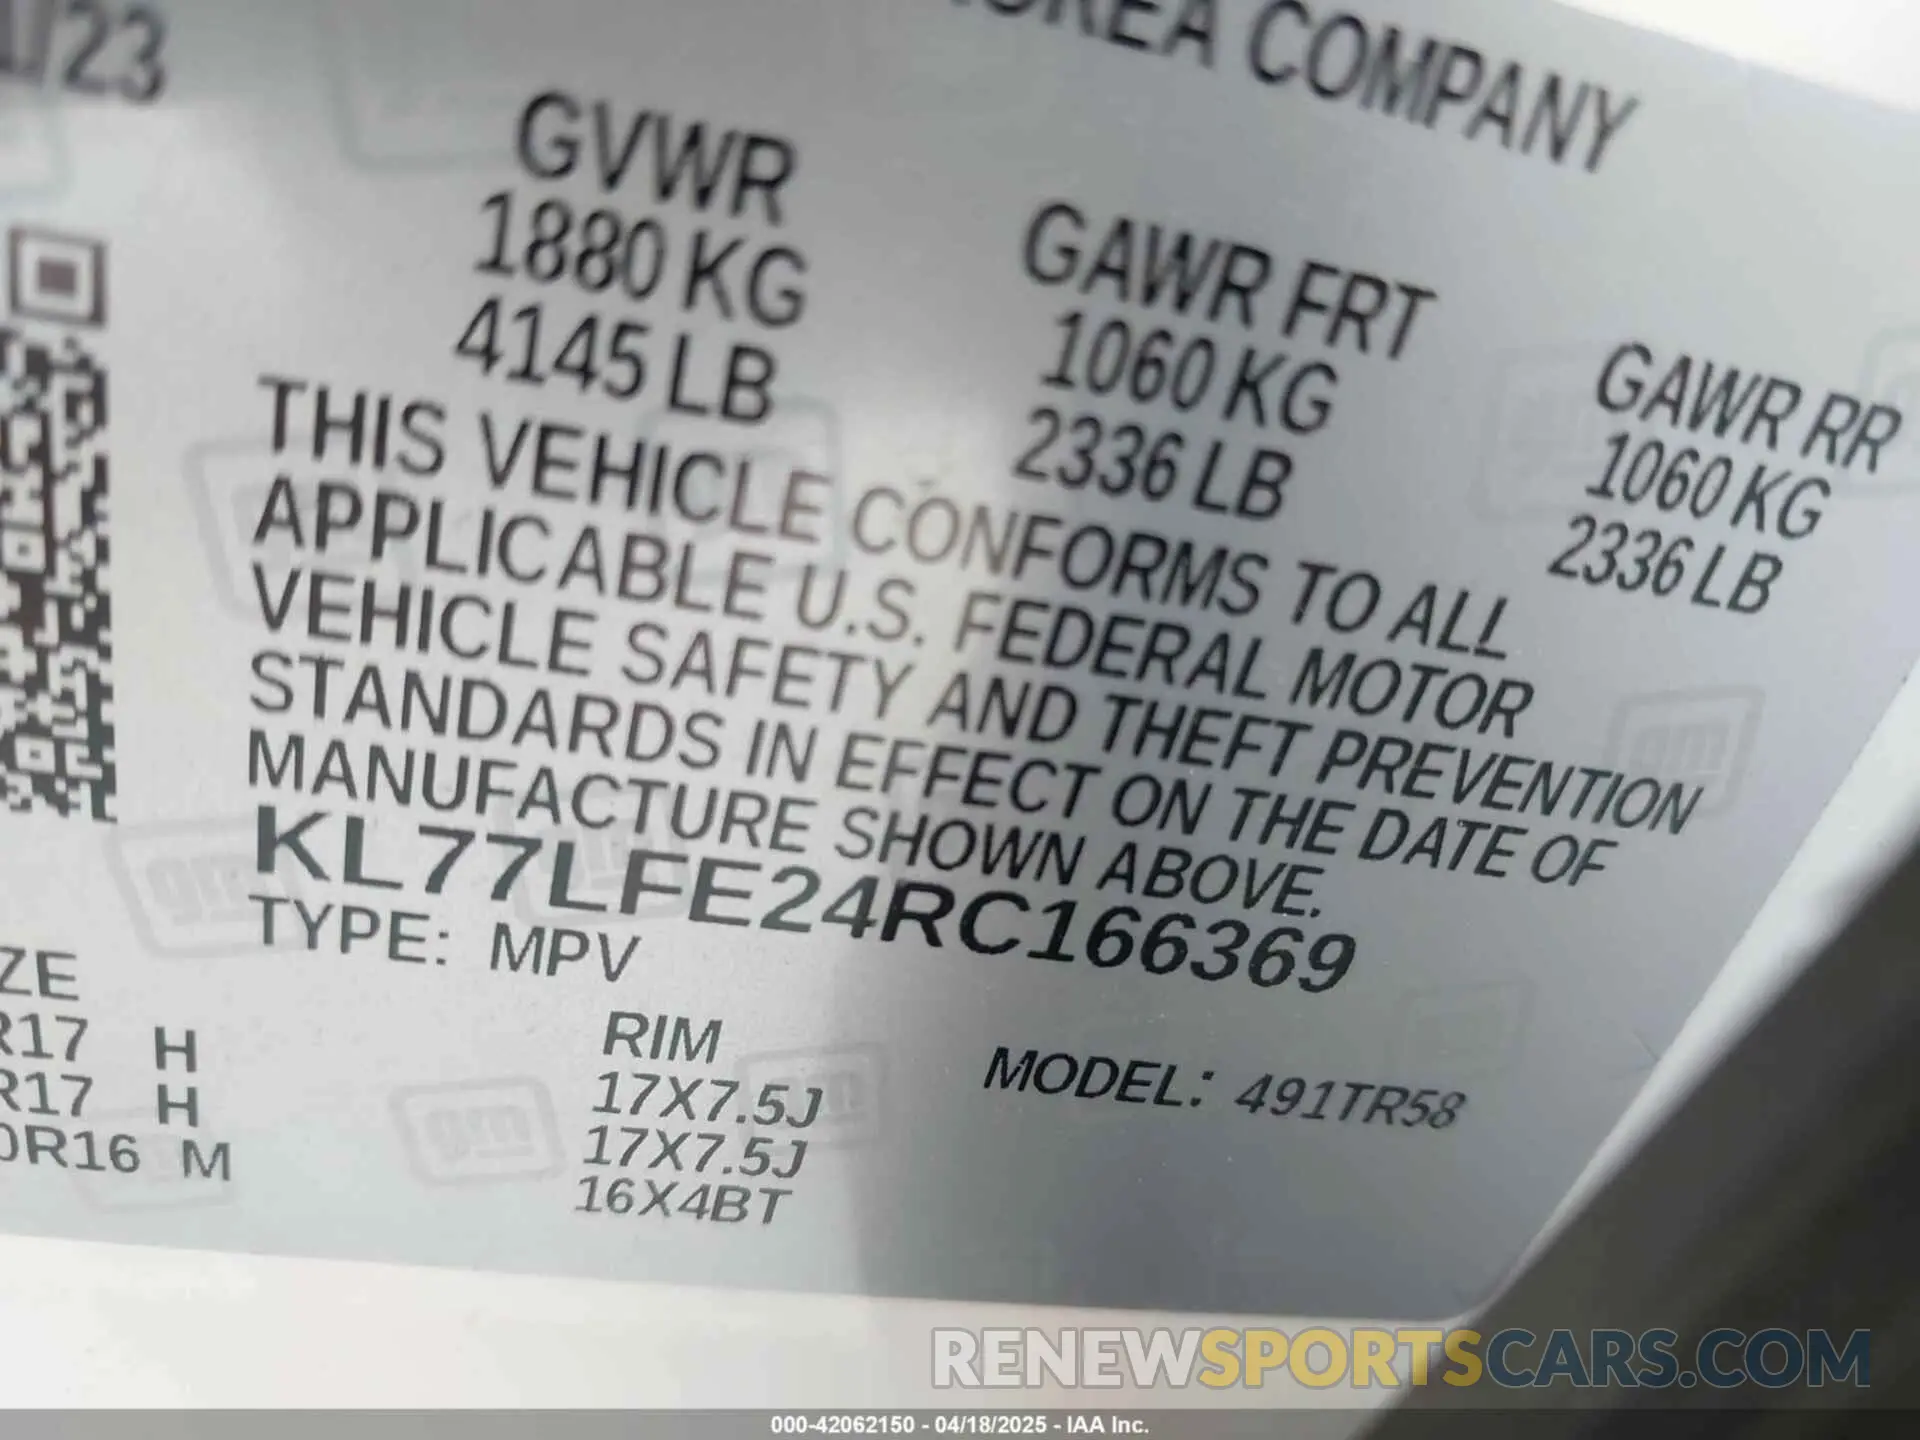 /23
COMPANY
GVWR
1880 KG
4145 LB
GAWR FRT
1060 KG
2336 LB
GAWR RR
1060 KG
2336 LB
THIS VEHICLE CONFORMS TO ALL
APPLICABLE U.S. FEDERAL MOTOR
VEHICLE SAFETY AND THEFT PREVENTION
STANDARDS IN EFFECT ON THE DATE OF
MANUFACTURE SHOWN ABOVE.
KL77LFE24RC166369
TYPE: MPV
ZE
R17 H
R17 H
0R16 M
RIM
17X7.5J
17X7.5J
16X4BT
MODEL: 491TR58
gm
gm
gm
RENEWSPORTSCARS.COM
000-42062150 - 04/18/2025 - IAA Inc.